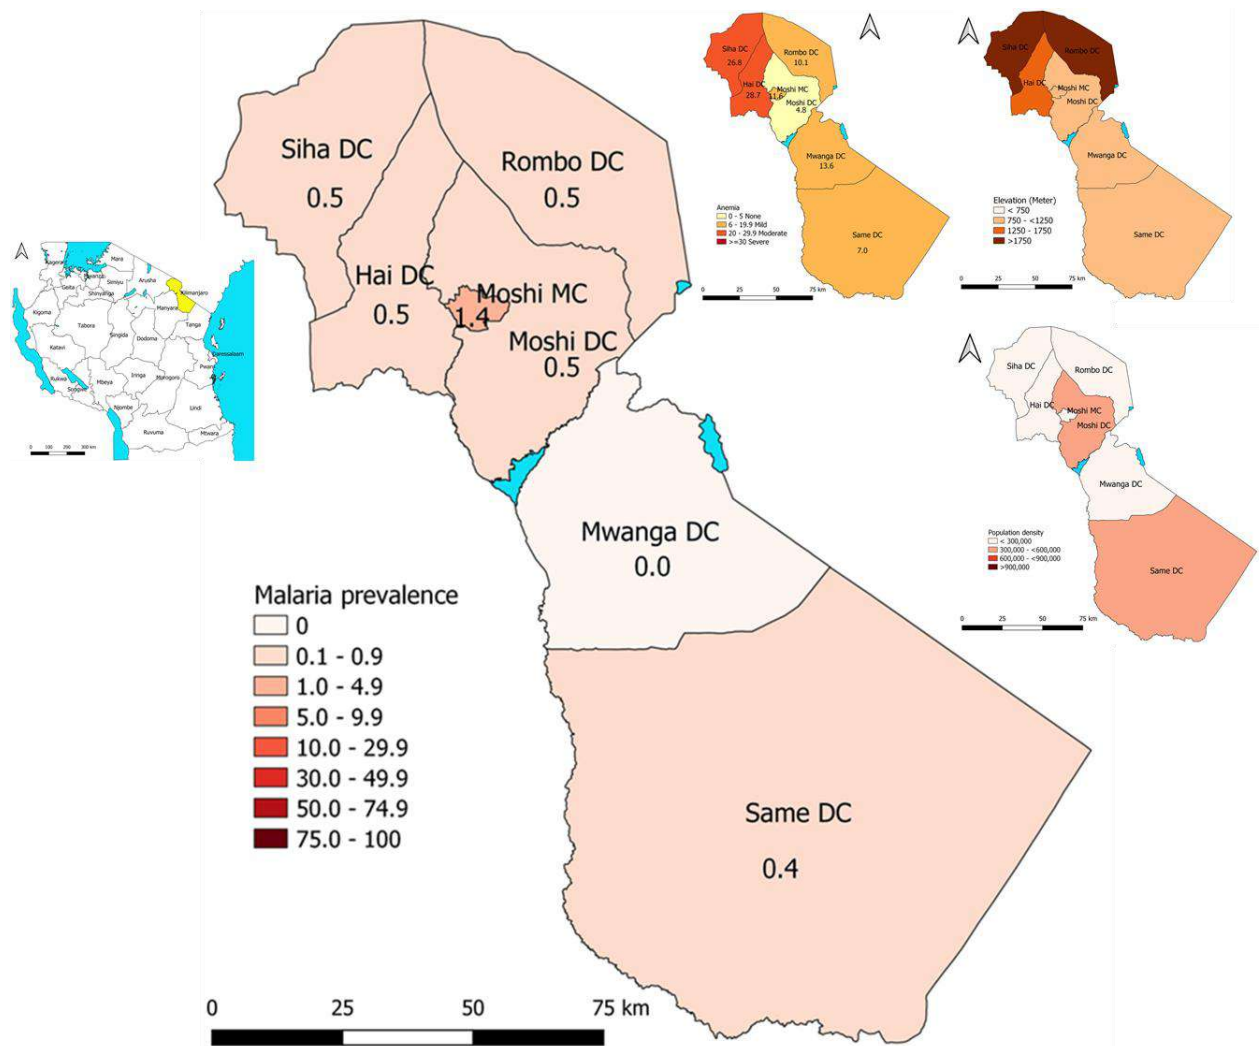 Siha DC
0.5
Rombo DC
0.5
Hai DC
0.5
Moshi MC
1.4
Moshi DC
0.5
Mwanga DC
0.0
Same DC
0.4
Malaria prevalence
0
0.1 - 0.9
1.0 - 4.9
5.0 - 9.9
10.0 - 29.9
30.0 - 49.9
50.0 - 74.9
75.0 - 100
0 25 50 75 km
Mara
Simiyu
Geita
Shinyanga
Arusha
Kilimanjaro
Kigoma
Tabora
Manyara
Tanga
Singida
Dodoma
Katavi
Rukwa
Mbeya
Iringa
Morogoro
Pwani
Njombe
Lindi
Ruvuma
Mtwara
0 100 200 300 km
Siha DC
26.8
Rombo DC
10.1
Hai DC
28.7
Moshi MC
11.6
Moshi DC
4.8
Mwanga DC
13.6
Same DC
7.0
Anemia
0 - 5 None
6 - 19.9 Mild
20 - 29.9 Moderate
>=30 Severe
0 25 50 75 km
Siha DC
Rombo DC
Hai DC
Moshi MC
Moshi DC
Mwanga DC
Same DC
Elevation (Meter)
< 750
750 - <1250
1250 - 1750
>1750
0 25 50 75 km
Siha DC
Rombo DC
Hai DC
Moshi MC
Moshi DC
Mwanga DC
Same DC
Population density
< 300,000
300,000 - <600,000
600,000 - <900,000
>900,000
0 25 50 75 km